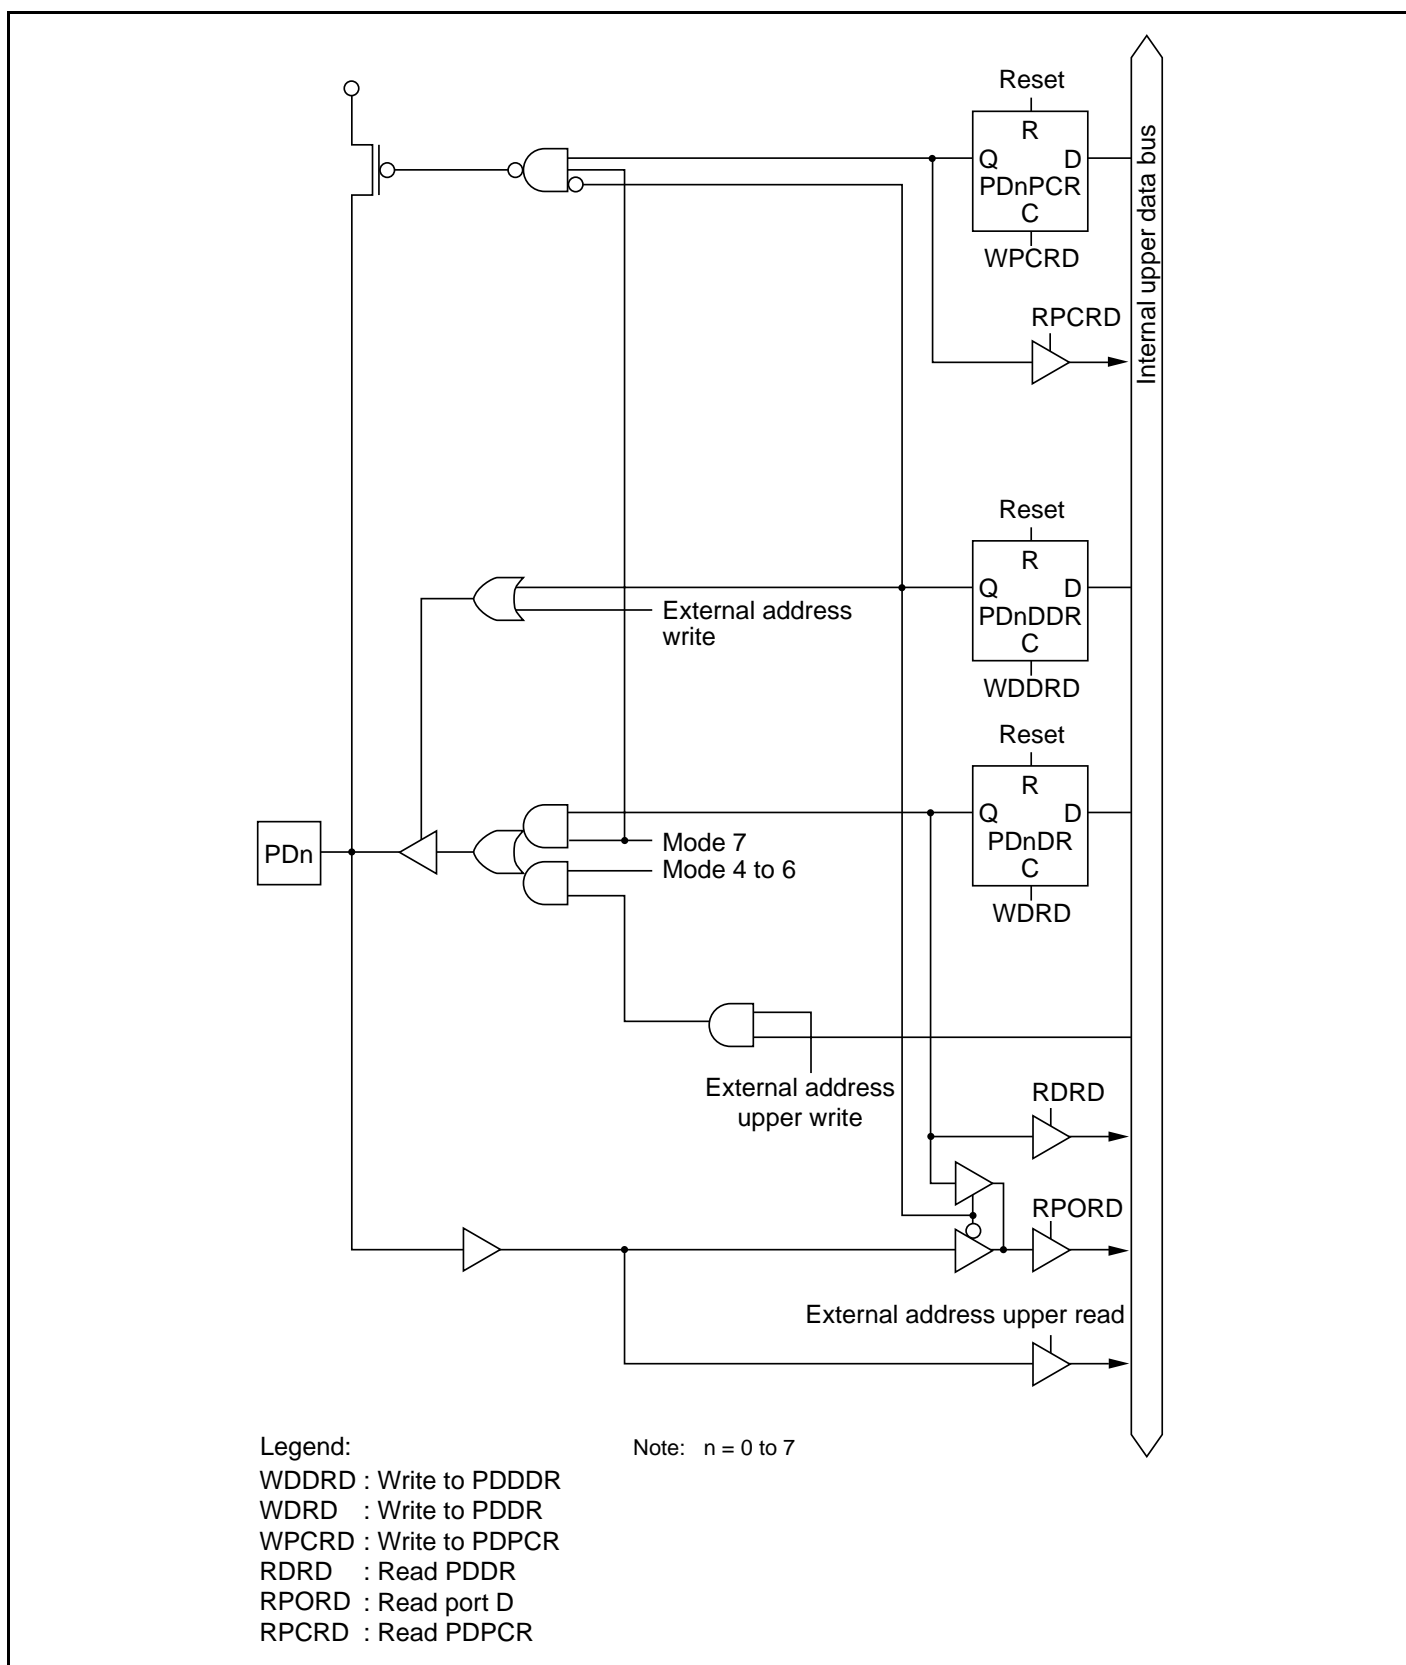 Reset
R
Q D
PDnPCR
C
WPCRD
Internal upper data bus
RPCRD
Reset
R
Q D
PDnDDR
C
WDDRD
External address
write
Reset
R
Q D
PDnDR
C
WDRD
PDn
Mode 7
Mode 4 to 6
External address
upper write
RDRD
RPORD
External address upper read
Legend:
Note: n = 0 to 7
WDDRD : Write to PDDDR
WDRD : Write to PDDR
WPCRD : Write to PDPCR
RDRD : Read PDDR
RPORD : Read port D
RPCRD : Read PDPCR